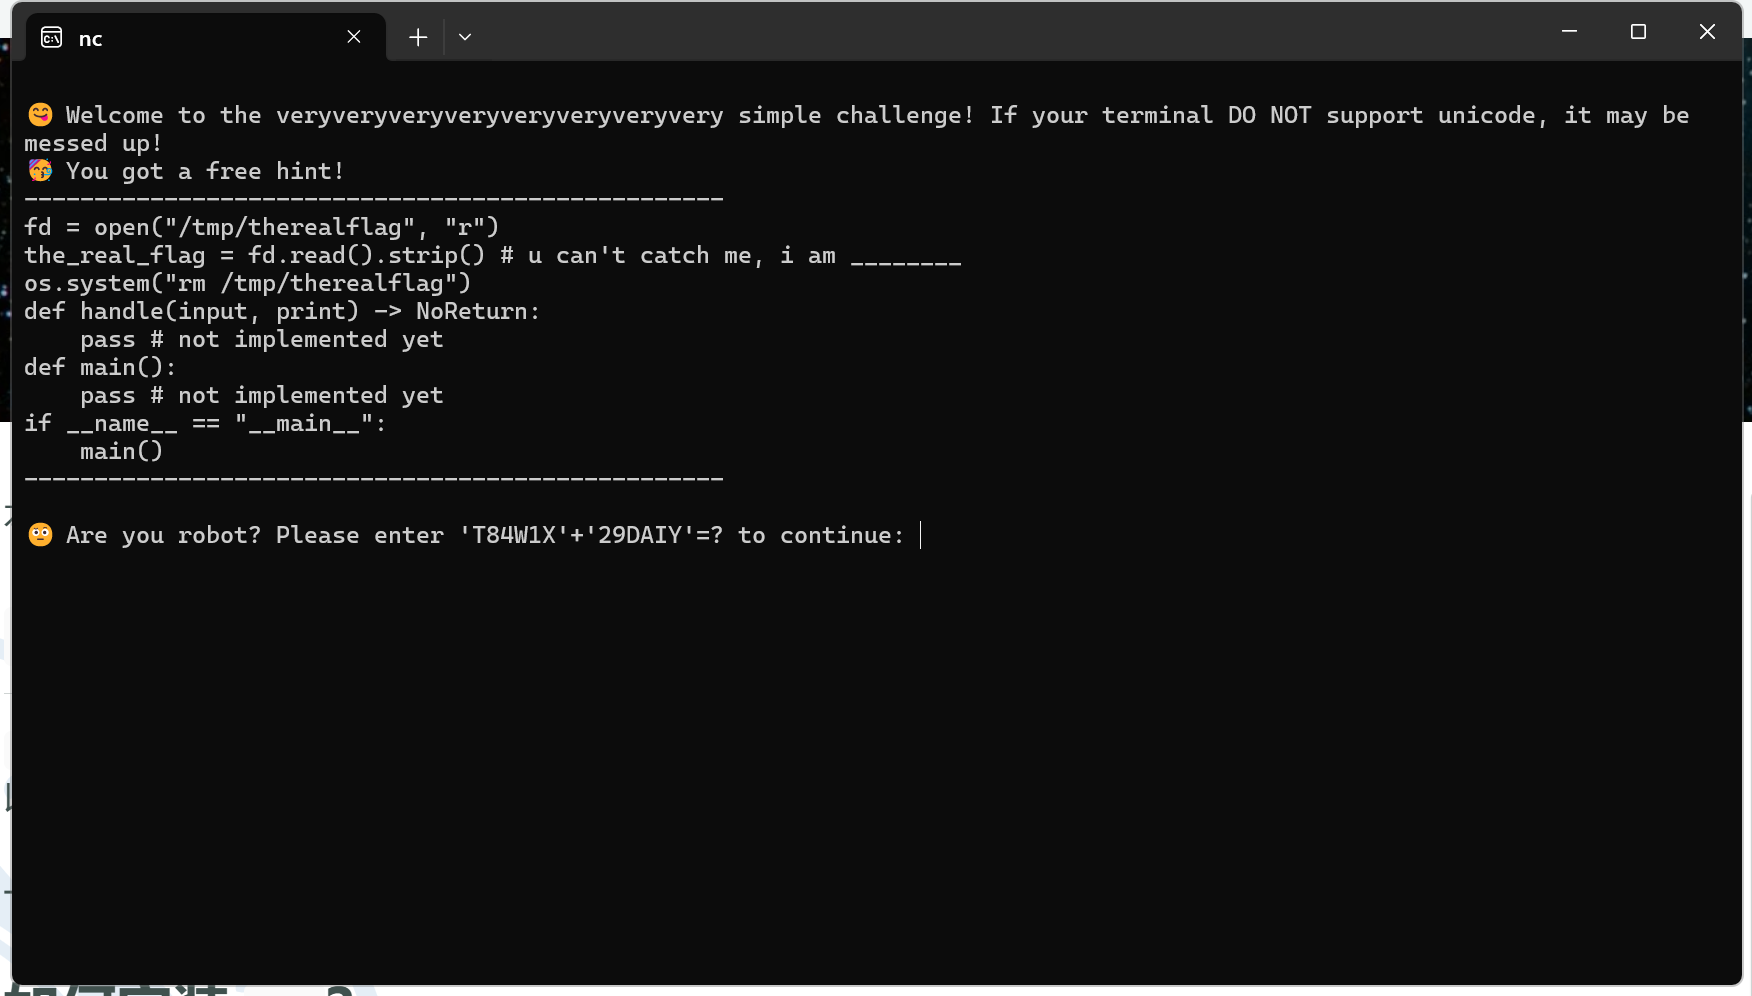 nc
🤗 Welcome to the veryveryveryveryveryveryveryvery simple challenge! If your terminal DO NOT support unicode, it may be
messed up!
🥳 You got a free hint!
--------------------------------------------------
fd = open("/tmp/therealflag", "r")
the_real_flag = fd.read().strip() # u can't catch me, i am ________
os.system("rm /tmp/therealflag")
def handle(input, print) -> NoReturn:
    pass # not implemented yet
def main():
    pass # not implemented yet
if __name__ == "__main__":
    main()
--------------------------------------------------
😳 Are you robot? Please enter 'T84W1X'+'29DAIY'=? to continue: